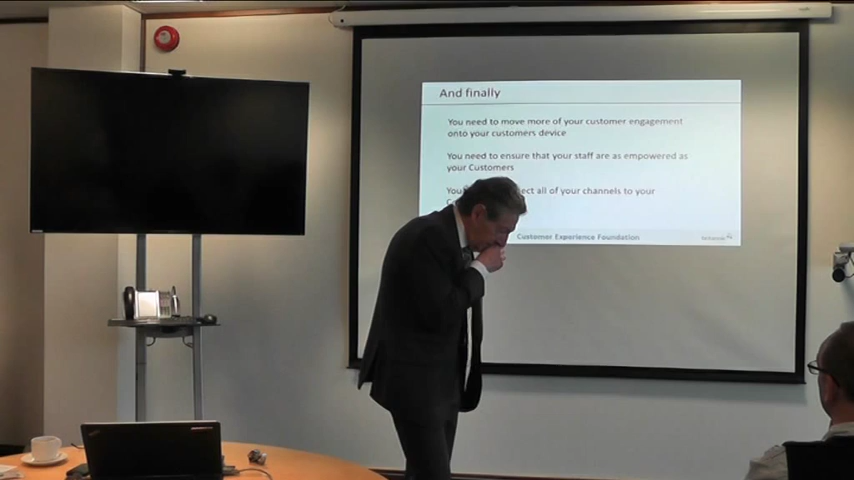 And finally
You need to move more of your customer engagement
onto your customers device
You need to ensure that your staff are as empowered as
your Customers
You ect all of your channels to your
Customer Experience Foundation